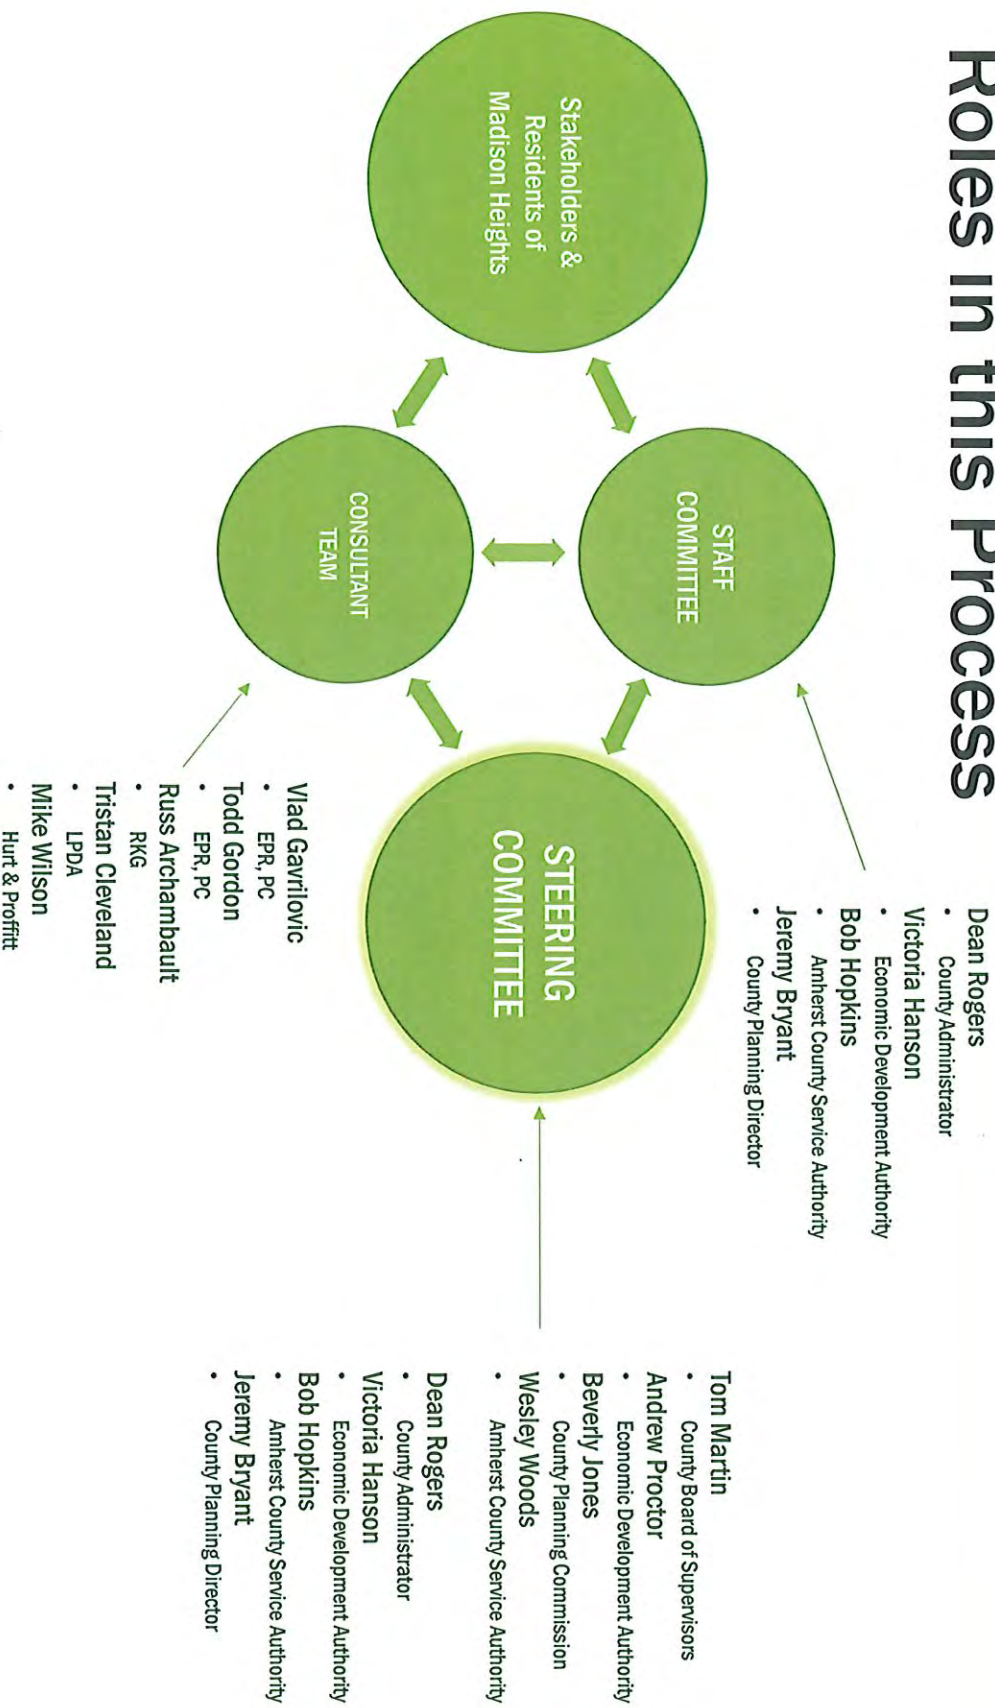 Roles in this Process
Stakeholders &
Residents of
Madison Heights
STAFF
COMMITTEE
CONSULTANT
TEAM
STEERING
COMMITTEE
Dean Rogers
• County Administrator
Victoria Hanson
• Economic Development Authority
Bob Hopkins
• Amherst County Service Authority
Jeremy Bryant
• County Planning Director
Vlad Gavrilovic
• EPR, PC
Todd Gordon
• EPR, PC
Russ Archambault
• RKG
Tristan Cleveland
• LPDA
Mike Wilson
• Hurt & Proffitt
Tom Martin
• County Board of Supervisors
Andrew Proctor
• Economic Development Authority
Beverly Jones
• County Planning Commission
Wesley Woods
• Amherst County Service Authority
Dean Rogers
• County Administrator
Victoria Hanson
• Economic Development Authority
Bob Hopkins
• Amherst County Service Authority
Jeremy Bryant
• County Planning Director